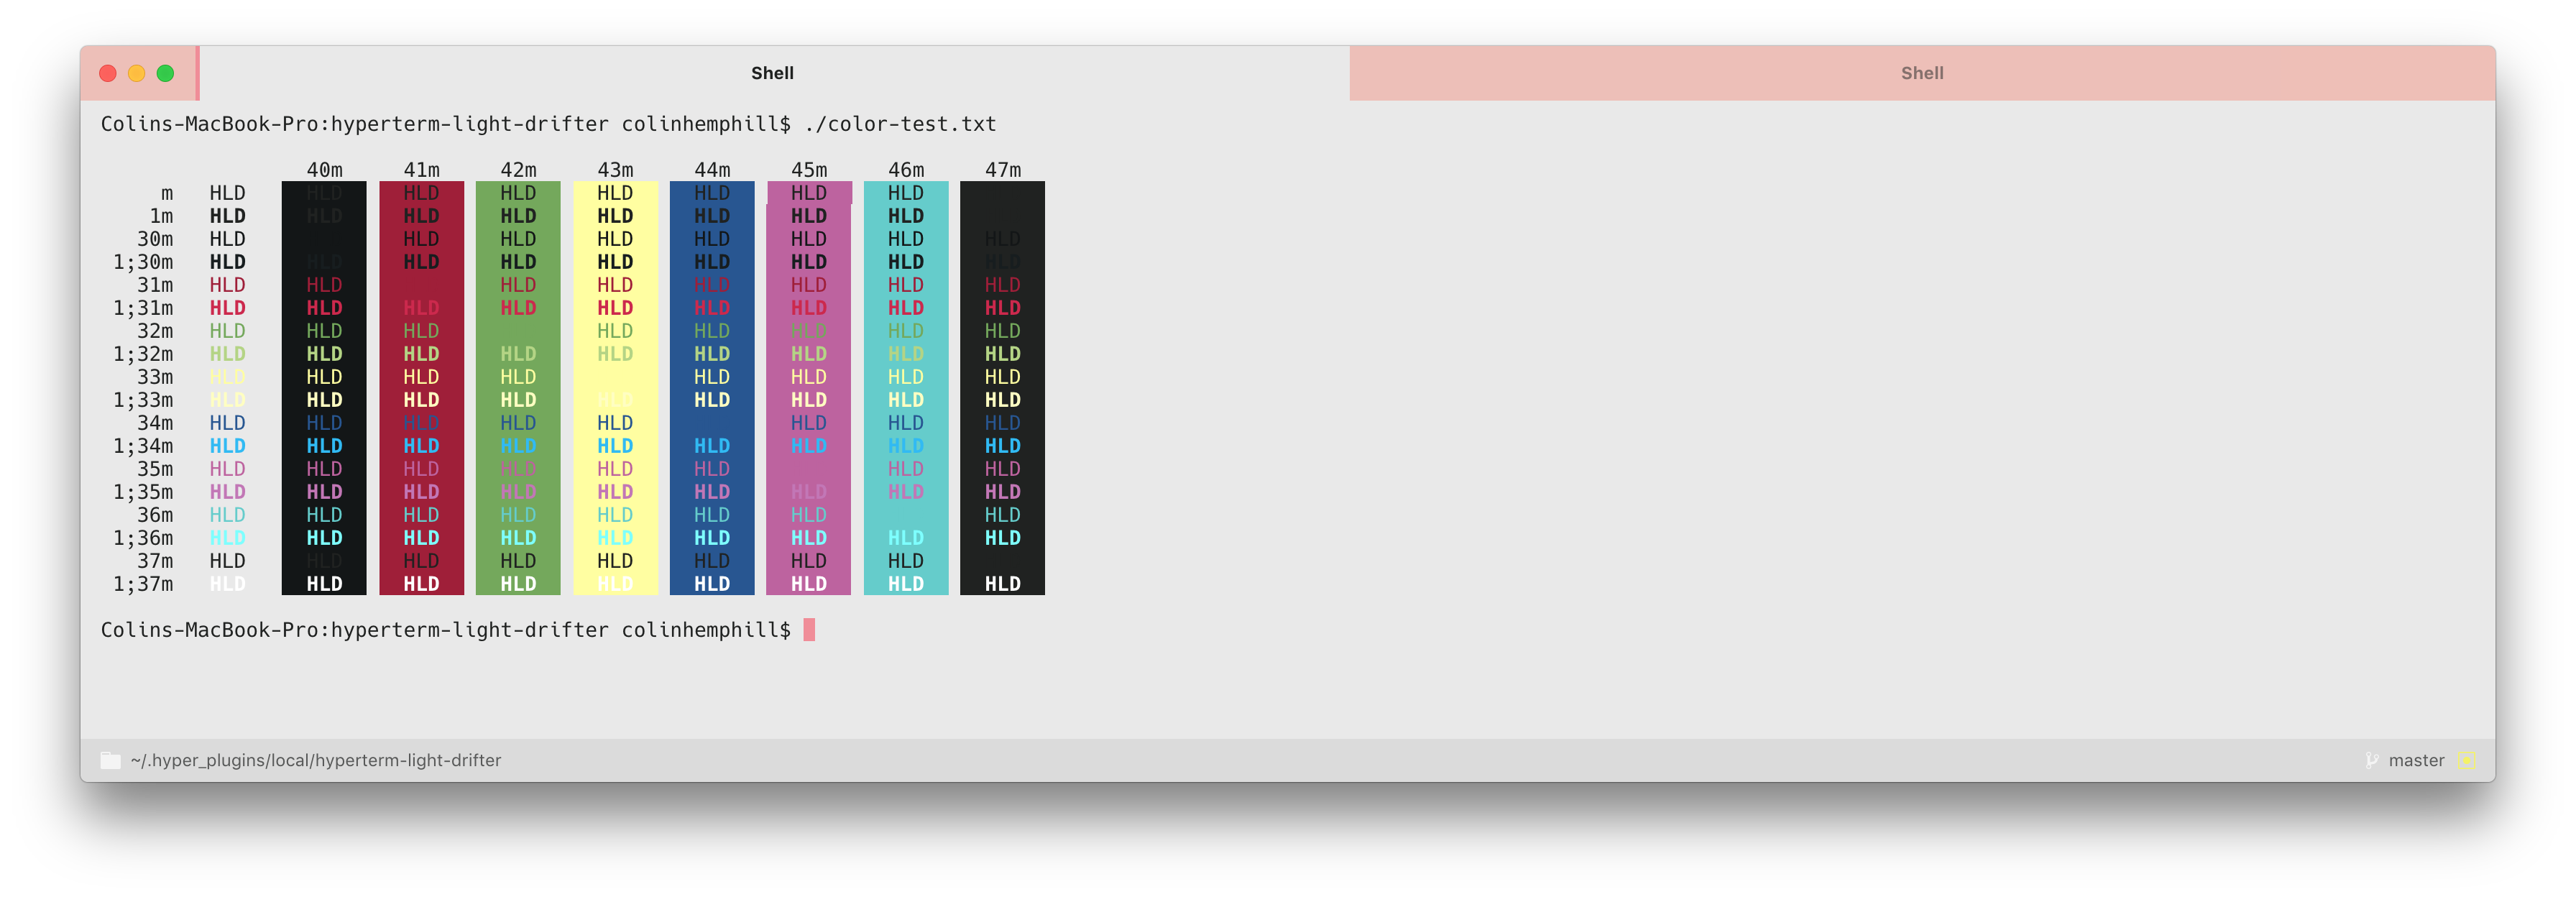 Shell
Shell
Colins-MacBook-Pro:hyperterm-light-drifter colinhemphill$ ./color-test.txt
40m 41m 42m 43m 44m 45m 46m 47m
m HLD HLD HLD HLD HLD HLD HLD HLD
1m HLD HLD HLD HLD HLD HLD HLD HLD
30m HLD HLD HLD HLD HLD HLD HLD HLD
1;30m HLD HLD HLD HLD HLD HLD HLD HLD HLD
31m HLD HLD HLD HLD HLD HLD HLD HLD
1;31m HLD HLD HLD HLD HLD HLD HLD HLD HLD
32m HLD HLD HLD HLD HLD HLD HLD HLD
1;32m HLD HLD HLD HLD HLD HLD HLD HLD HLD
33m HLD HLD HLD HLD HLD HLD HLD HLD
1;33m HLD HLD HLD HLD HLD HLD HLD HLD HLD
34m HLD HLD HLD HLD HLD HLD HLD HLD
1;34m HLD HLD HLD HLD HLD HLD HLD HLD HLD
35m HLD HLD HLD HLD HLD HLD HLD HLD
1;35m HLD HLD HLD HLD HLD HLD HLD HLD HLD
36m HLD HLD HLD HLD HLD HLD HLD HLD
1;36m HLD HLD HLD HLD HLD HLD HLD HLD HLD
37m HLD HLD HLD HLD HLD HLD HLD HLD
1;37m HLD HLD HLD HLD HLD HLD HLD HLD HLD
Colins-MacBook-Pro:hyperterm-light-drifter colinhemphill$
~/.hyper_plugins/local/hyperterm-light-drifter
master